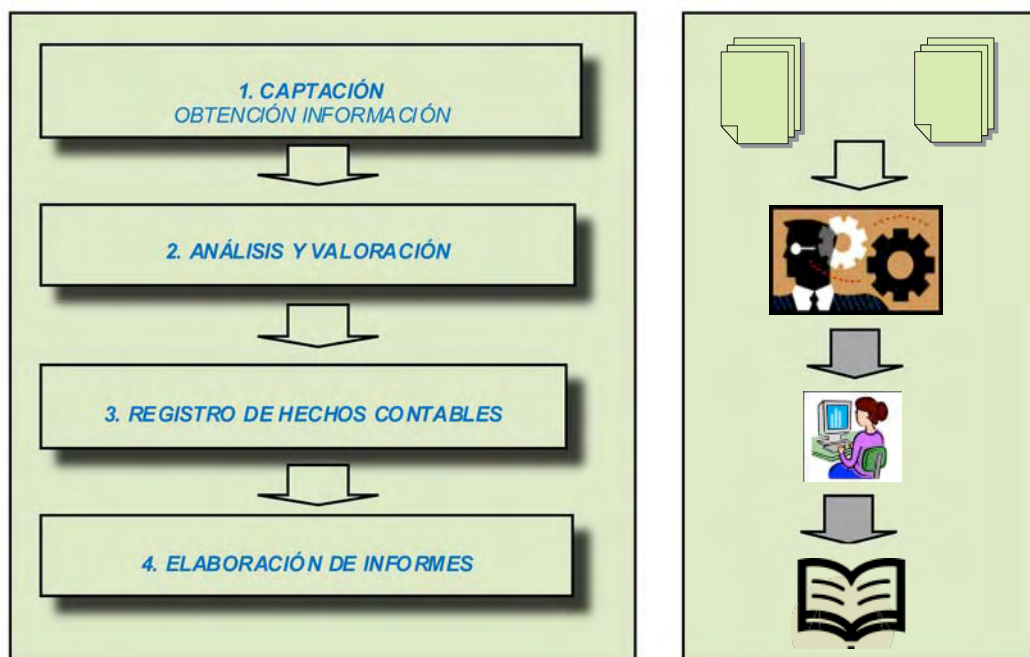 1. CAPTACIÓN
OBTENCIÓN INFORMACIÓN
2. ANÁLISIS Y VALORACIÓN
3. REGISTRO DE HECHOS CONTABLES
4. ELABORACIÓN DE INFORMES